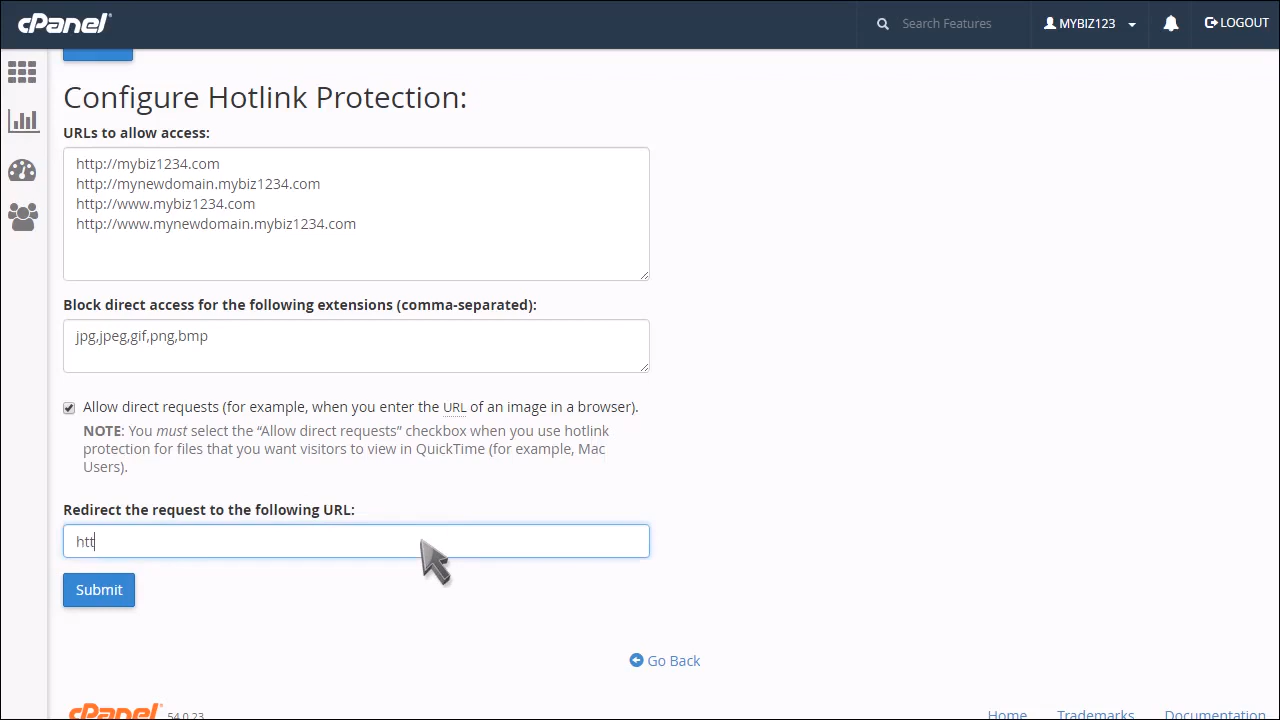 cPanel
Search Features
MYBIZ123
LOGOUT
Configure Hotlink Protection:
URLs to allow access:
http://mybiz1234.com
http://mynewdomain.mybiz1234.com
http://www.mybiz1234.com
http://www.mynewdomain.mybiz1234.com
Block direct access for the following extensions (comma-separated):
jpg,jpeg,gif,png,bmp
Allow direct requests (for example, when you enter the URL of an image in a browser).
NOTE: You must select the “Allow direct requests” checkbox when you use hotlink
protection for files that you want visitors to view in QuickTime (for example, Mac
Users).
Redirect the request to the following URL:
htt
Submit
Go Back
cPanel 54.0.23
Home Trademarks Documentation